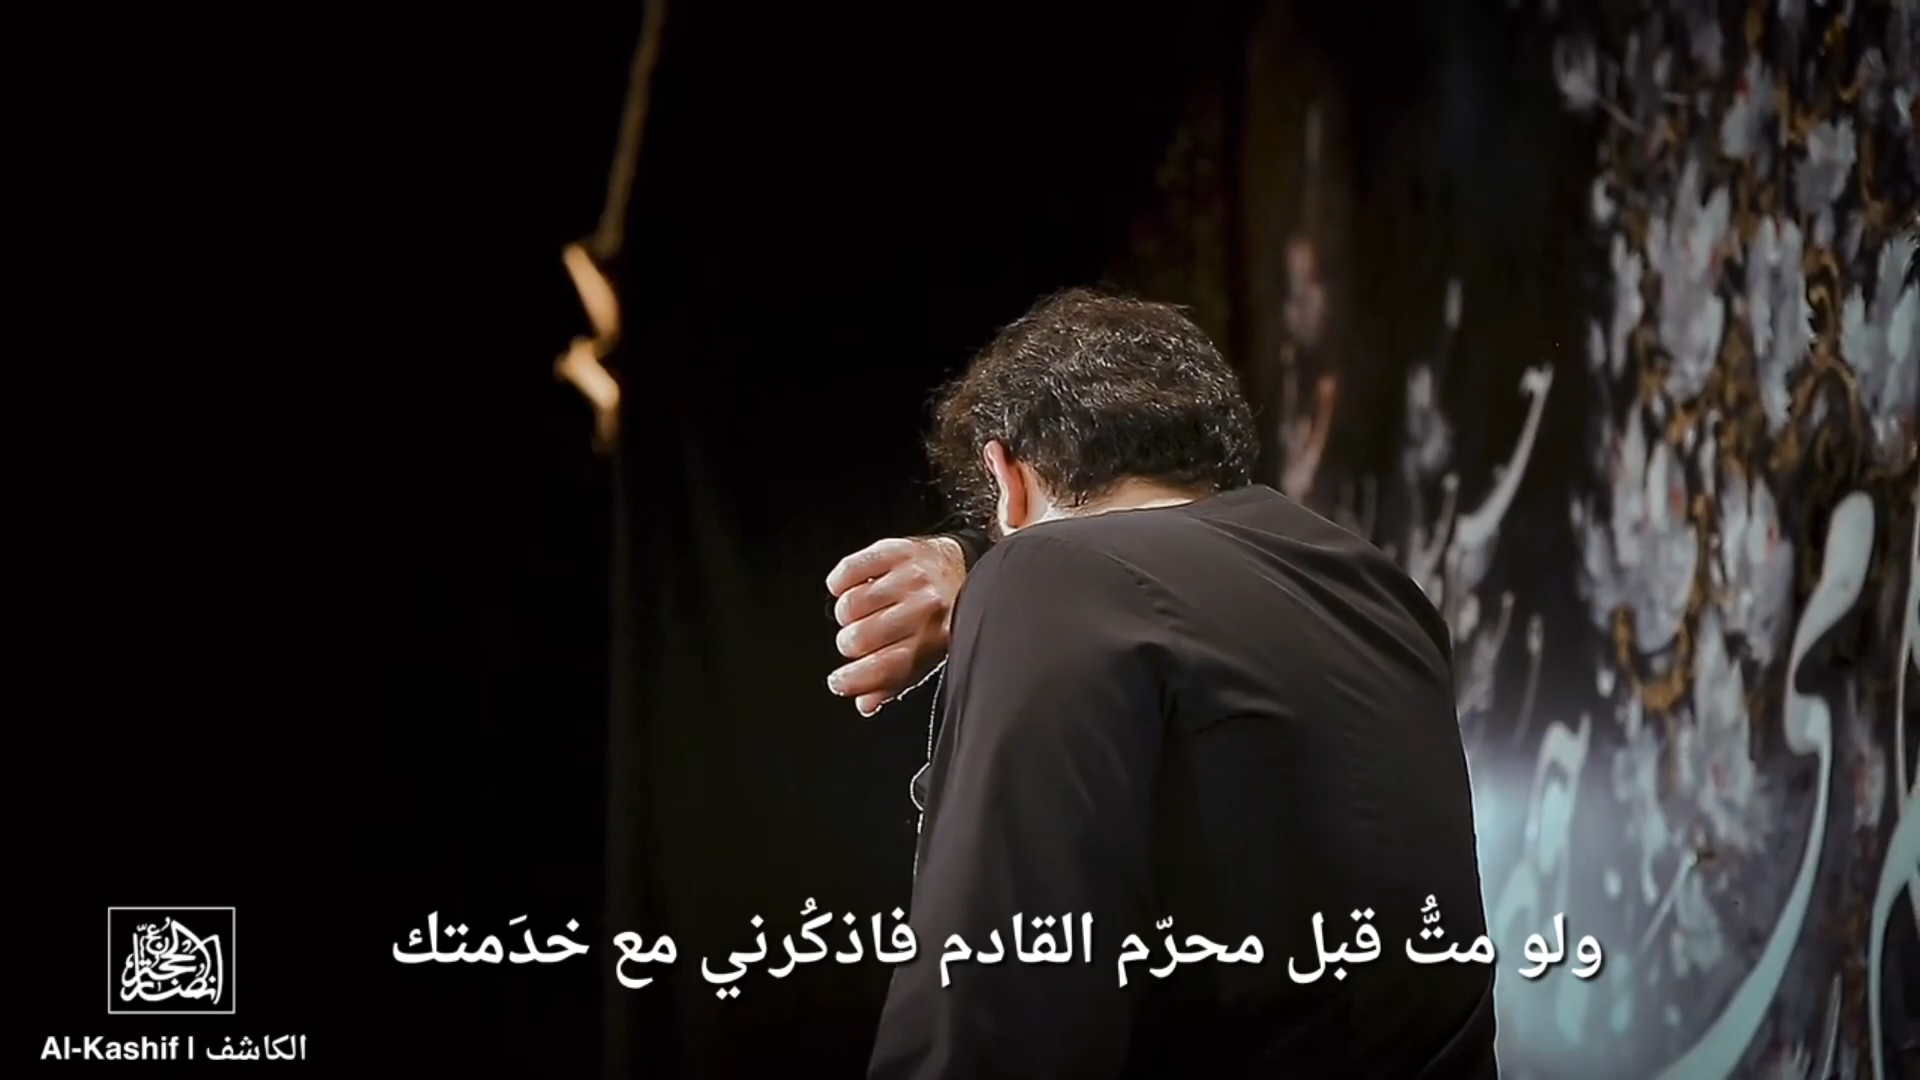 ولو متُّ قبل محرّم القادم فاذكُرني مع خدَمتك
Al-Kashif | الكاشف